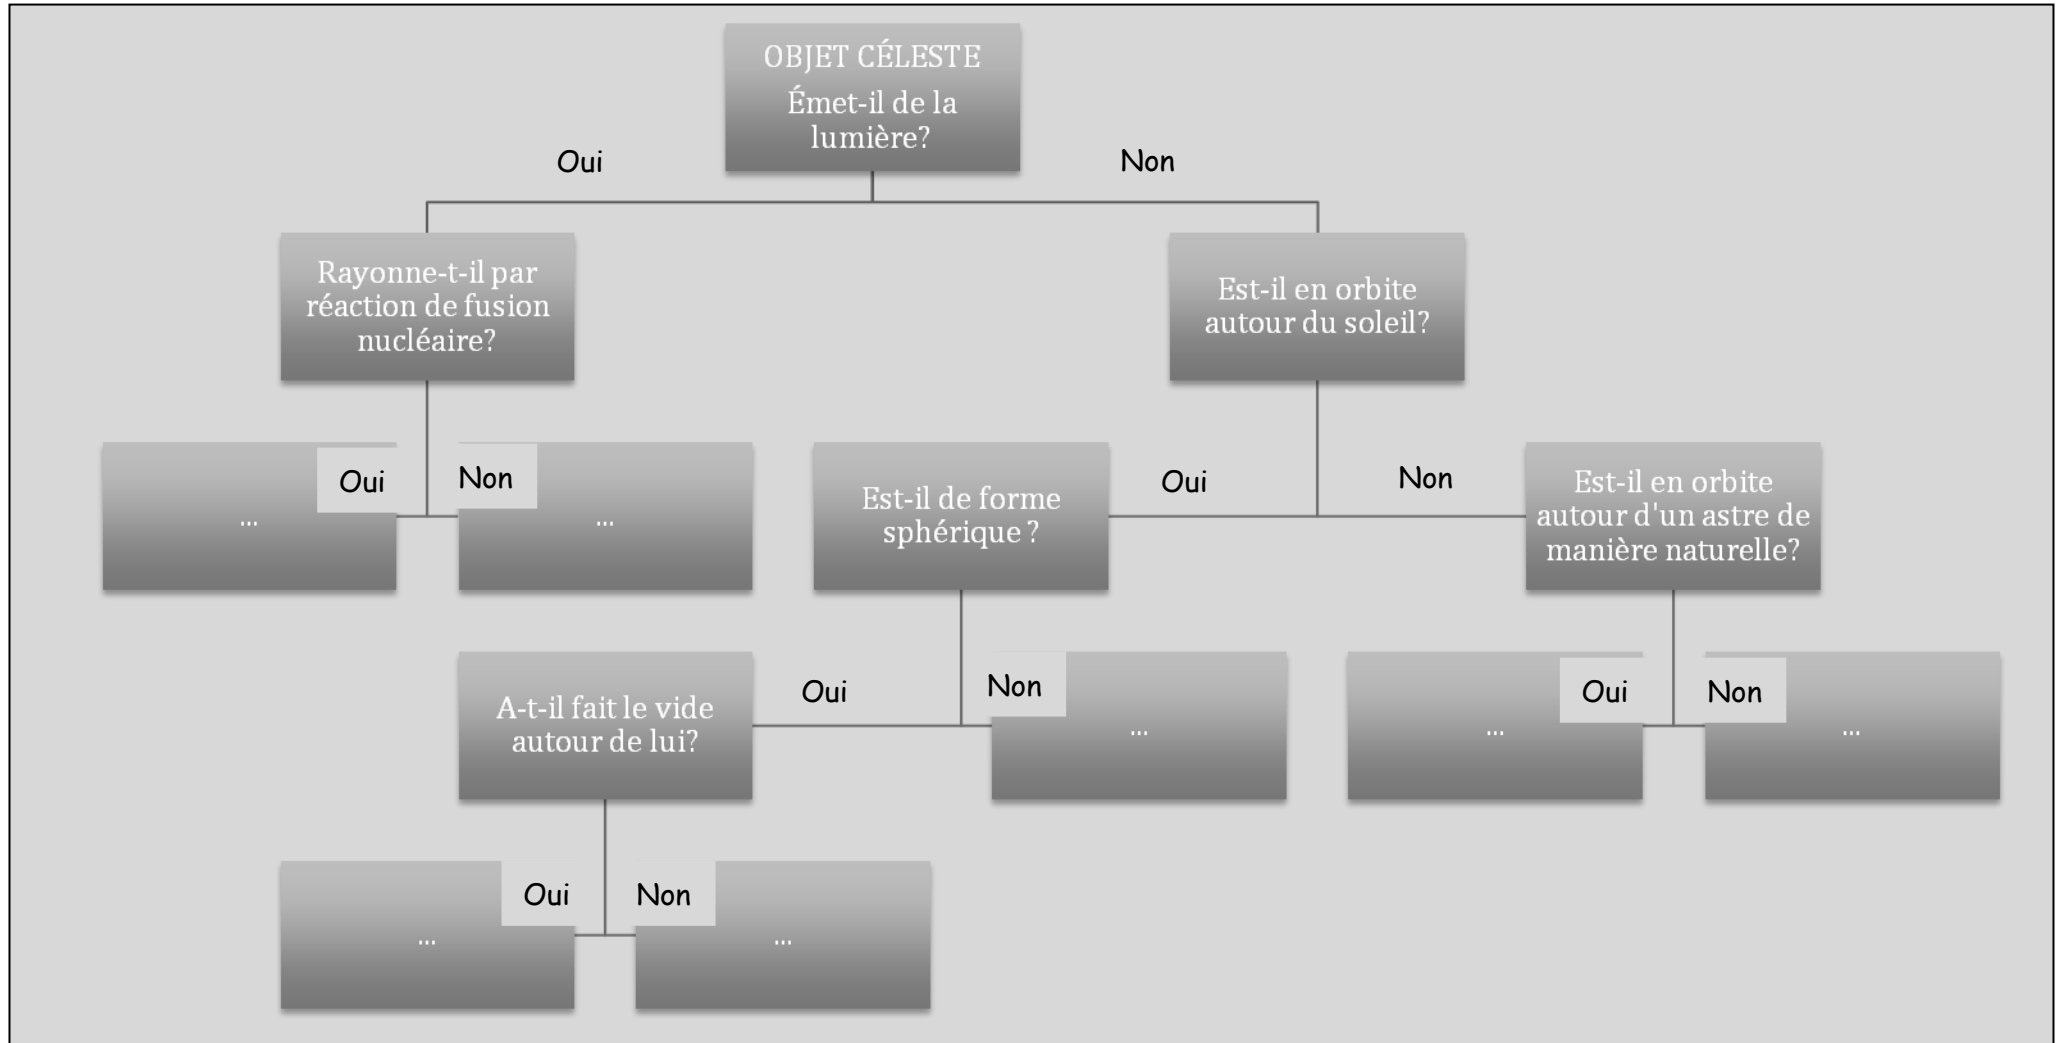 OBJET CÉLESTE
Émet-il de la
lumière?
Oui
Non
Rayonne-t-il par
réaction de fusion
nucléaire?
Est-il en orbite
autour du soleil?
Oui
Non
...
...
Est-il de forme
sphérique ?
Oui
Non
Est-il en orbite
autour d'un astre de
manière naturelle?
A-t-il fait le vide
autour de lui?
Oui
Non
...
Oui
Non
...
...
Oui
Non
...
...